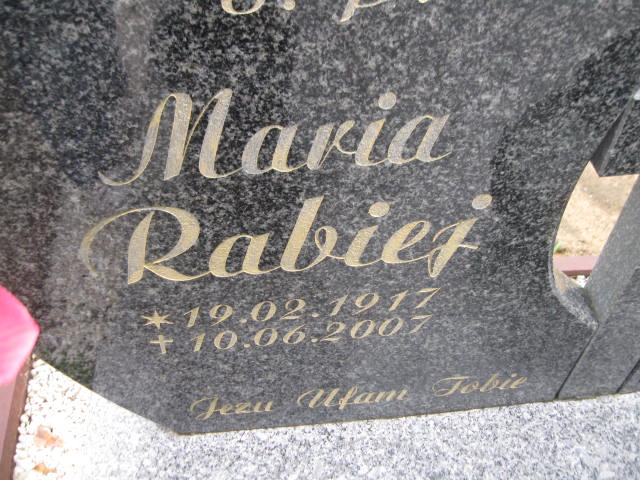 Maria
Rabiej
* 19.02.1917
† 10.06.2007
Jezu Ufam Tobie